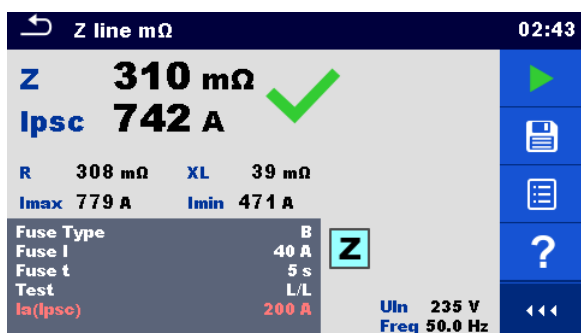 Z line mΩ 02:43
Z 310 mΩ
Ipsc 742 A
R 308 mΩ XL 39 mΩ
Imax 779 A Imin 471 A
Fuse Type B
Fuse I 40 A
Fuse t 5 s
Test L/L
Ia(Ipsc) 200 A
Z
Uln 235 V
Freq 50.0 Hz
?